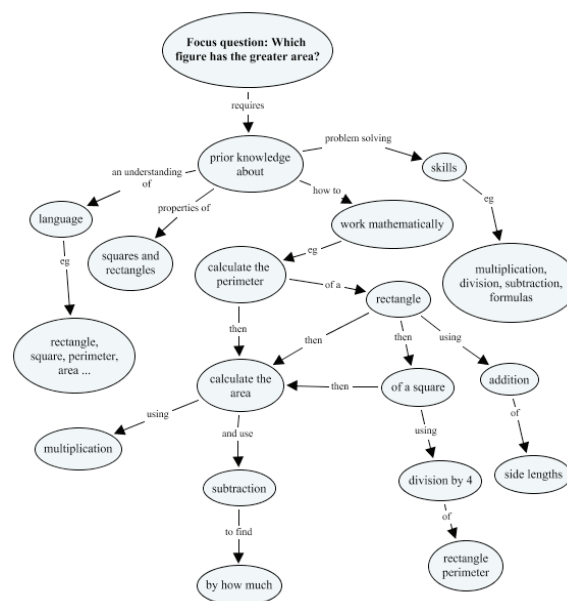 Focus question: Which
figure has the greater area?
requires
prior knowledge
about
problem solving
skills
an understanding
of
language
properties of
squares and
rectangles
how to
work mathematically
eg
multiplication,
division, subtraction,
formulas
eg
rectangle,
square, perimeter,
area ...
eg
calculate the
perimeter
of a
rectangle
then
then
then
using
calculate the
area
then
of a square
addition
using
multiplication
and use
using
of
subtraction
division by 4
side lengths
to find
of
by how much
rectangle
perimeter